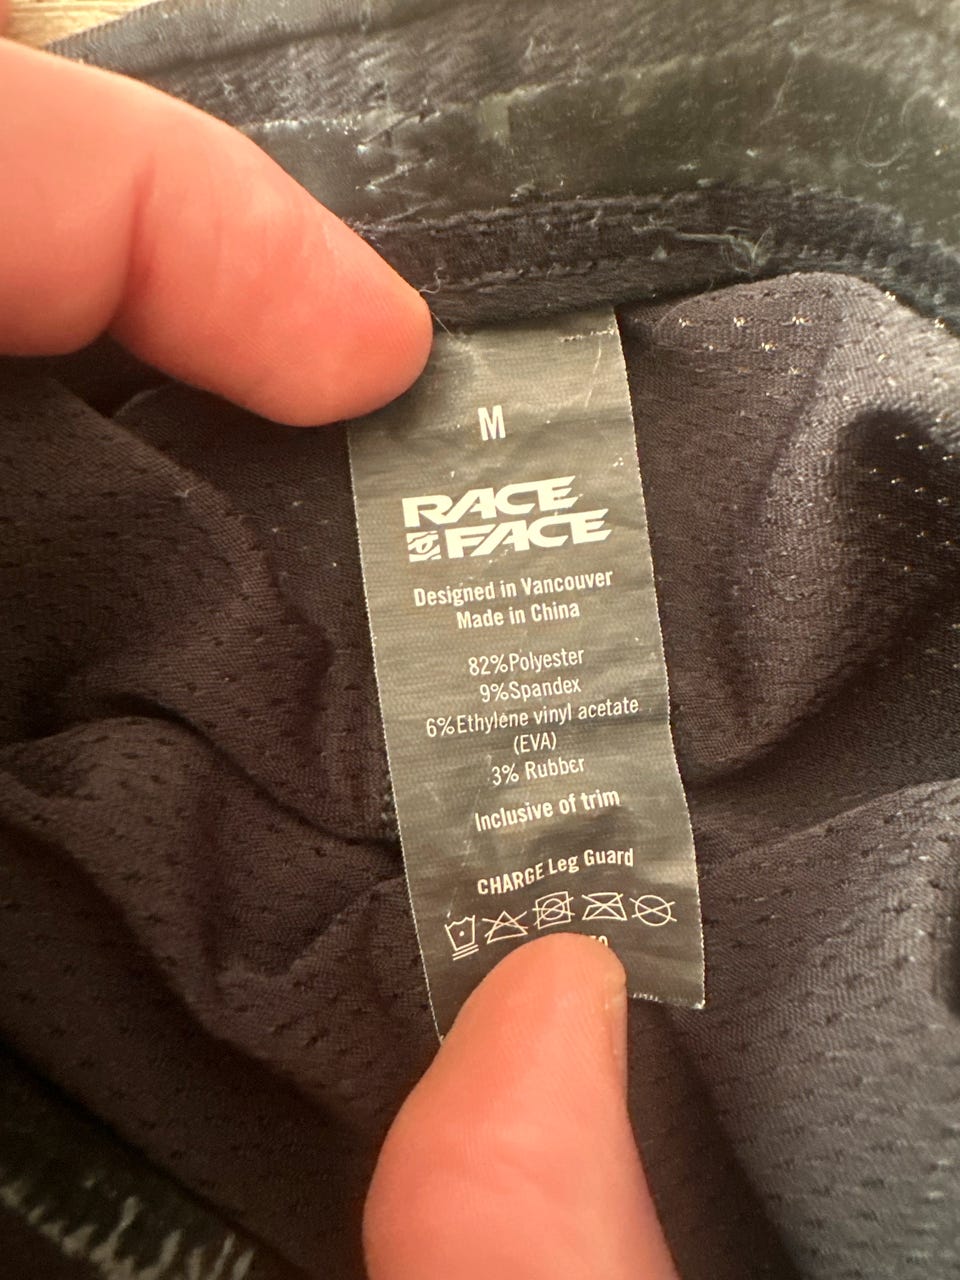 M
RACE
FACE
Designed in Vancouver
Made in China
82%Polyester
9%Spandex
6%Ethylene vinyl acetate
(EVA)
3% Rubber
Inclusive of trim
CHARGE Leg Guard